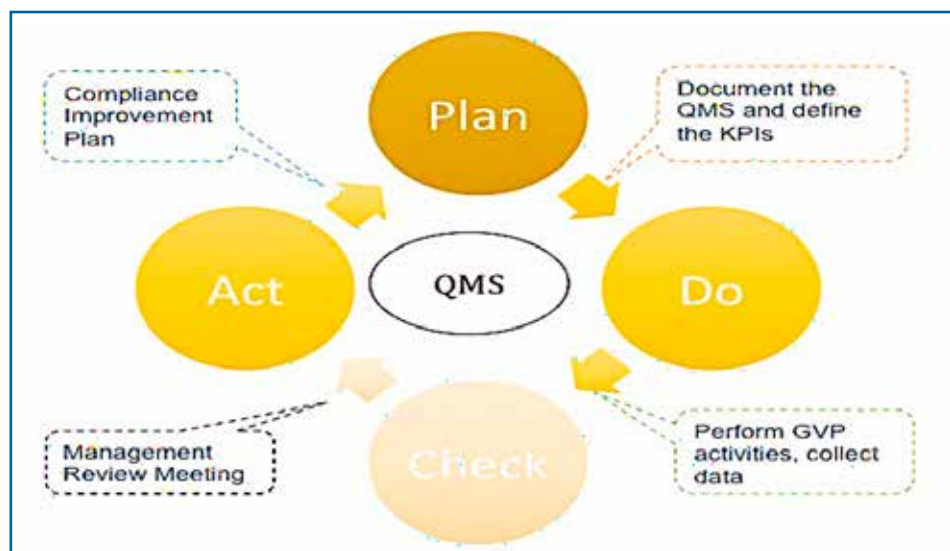 Plan
Compliance
Improvement
Plan
Document the
QMS and define
the KPIs
Act
QMS
Do
Management
Review Meeting
Check
Perform GVP
activities, collect
data